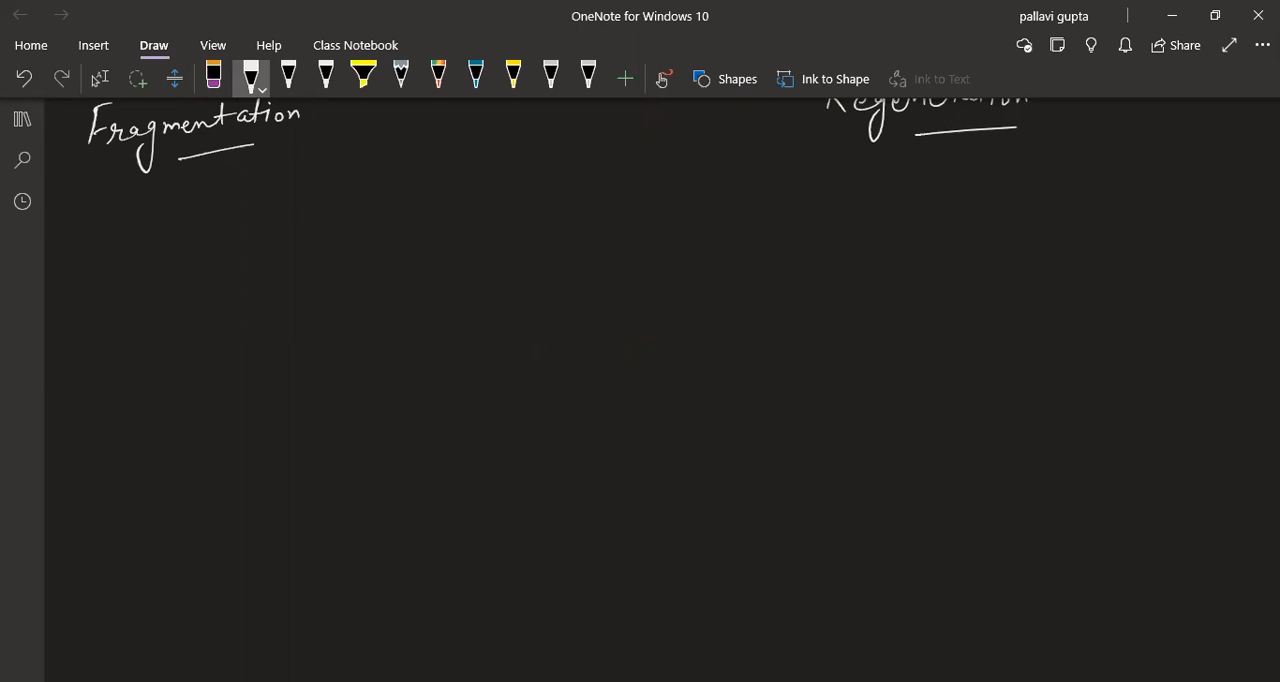 OneNote for Windows 10
pallavi gupta
Home Insert Draw View Help Class Notebook
Share
Shapes Ink to Shape Ink to Text
Fragmentation
Regeneration